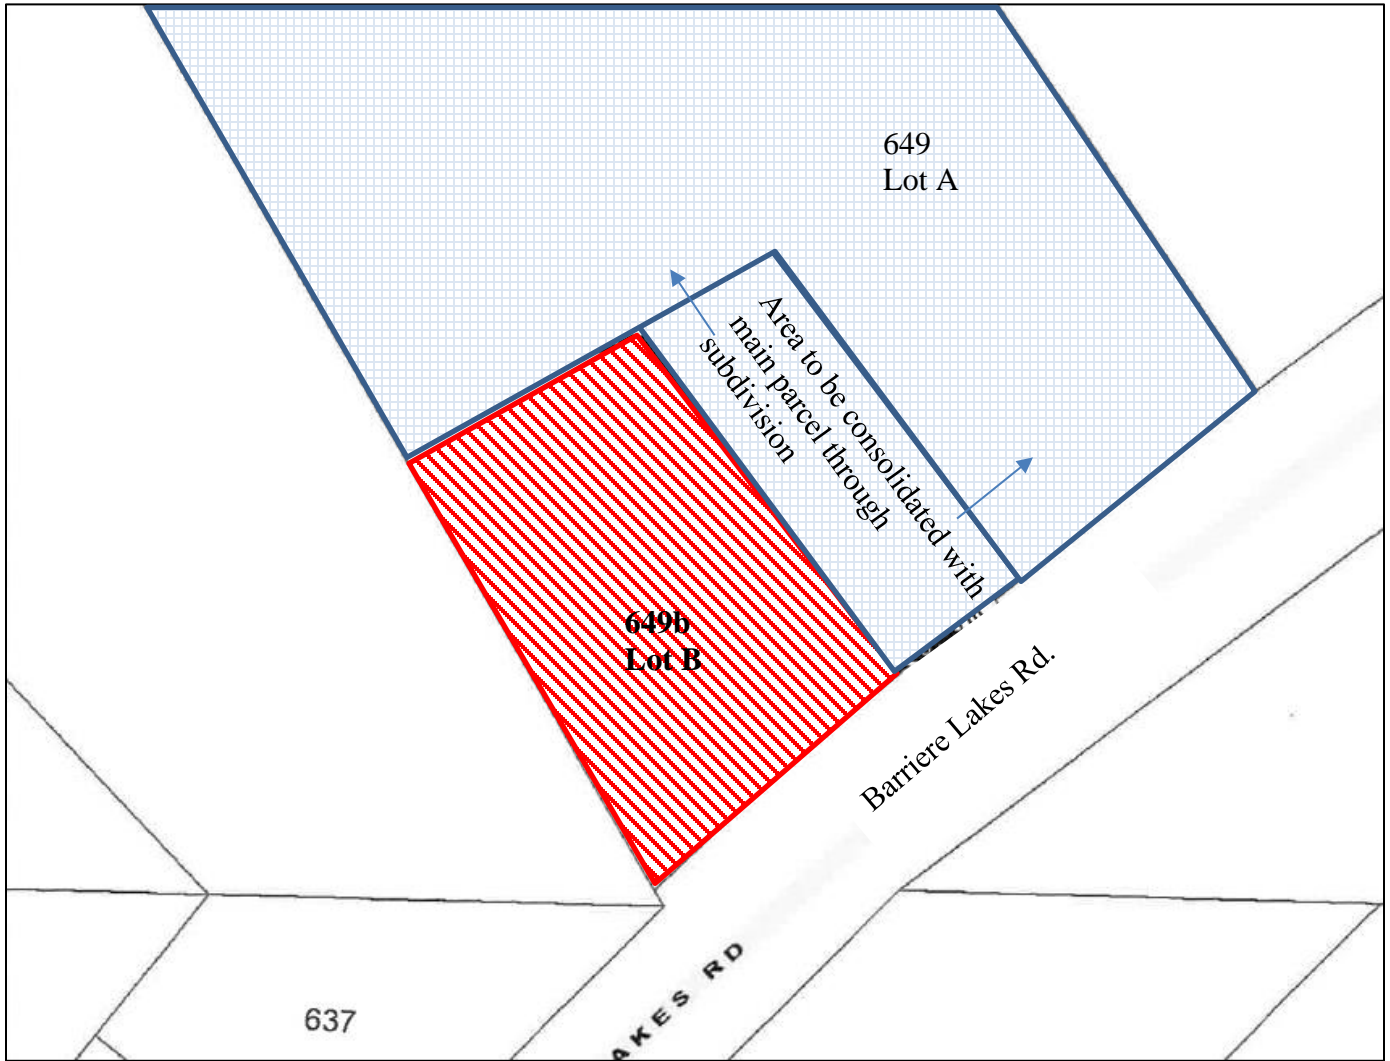 649
Lot A
Area to be consolidated with
main parcel through
subdivision
649b
Lot B
Barriere Lakes Rd.
AKES RD
637